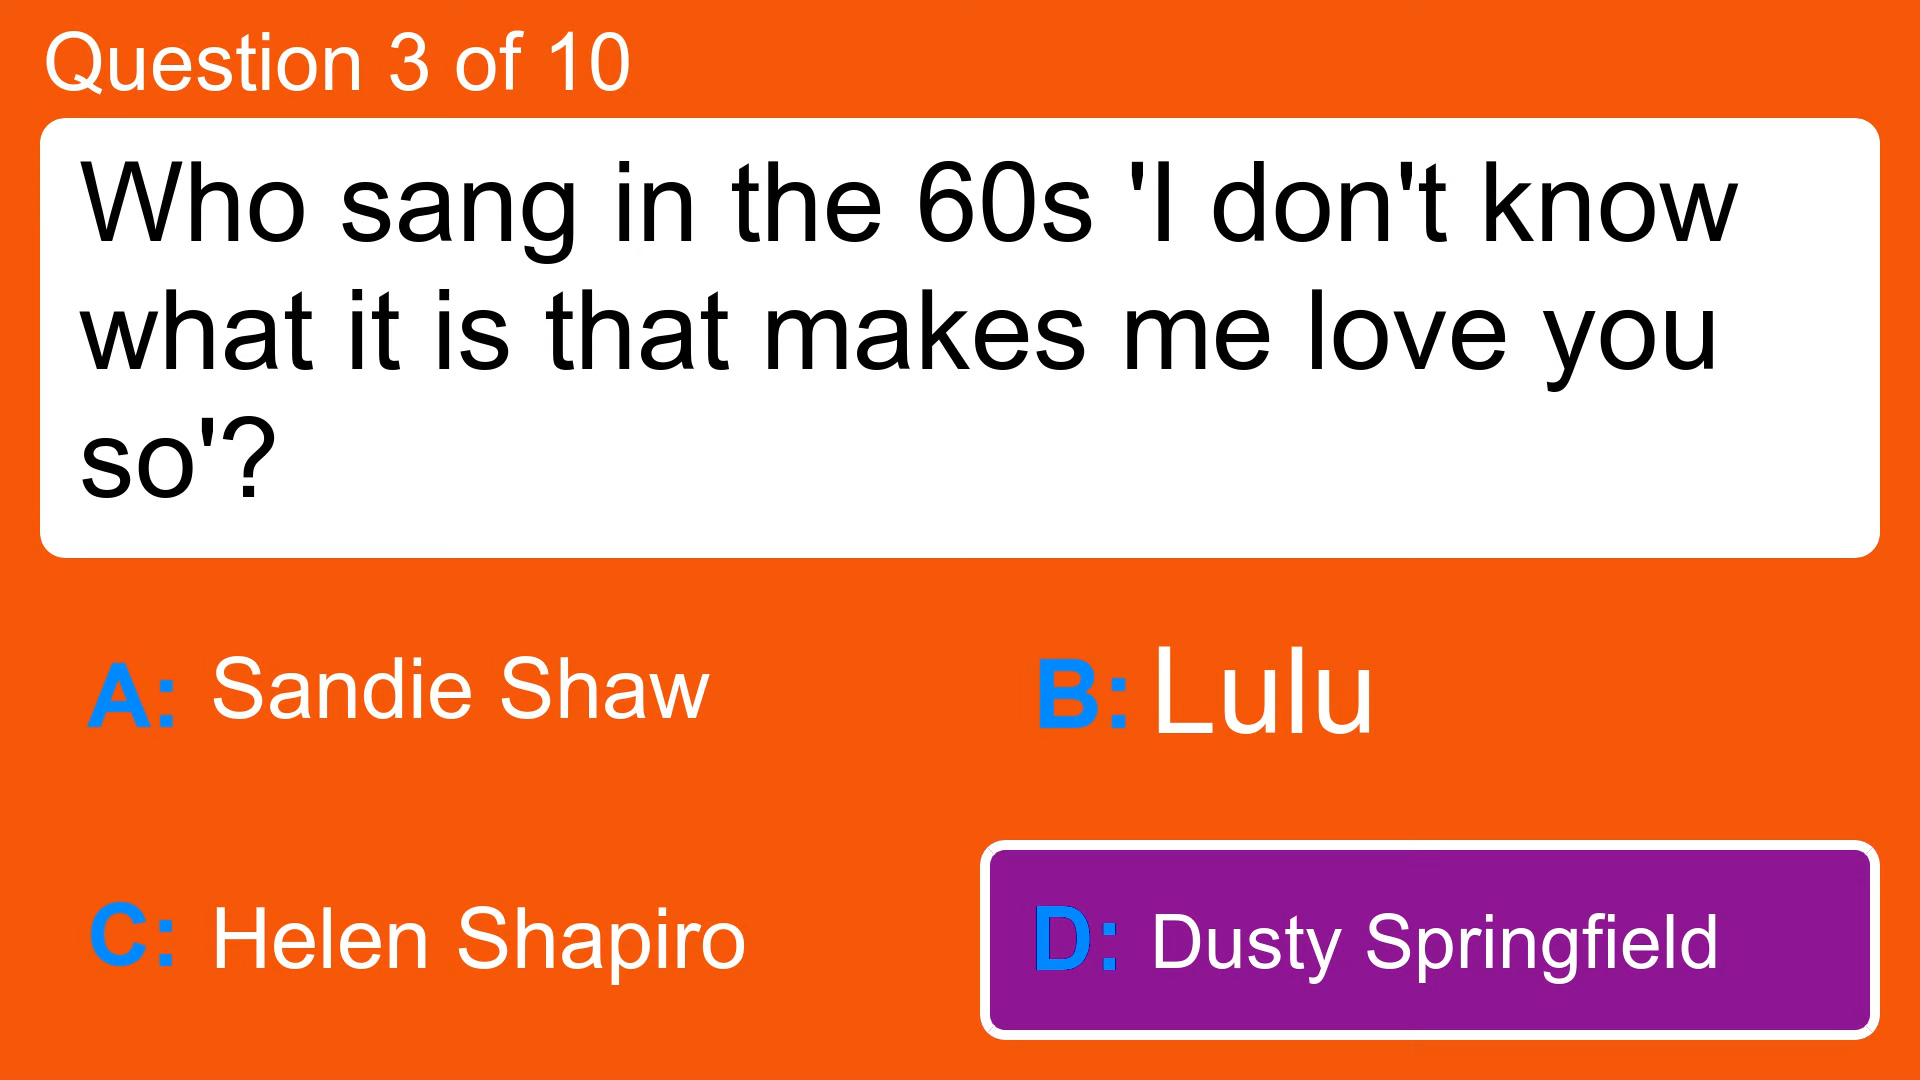 Question 3 of 10
Who sang in the 60s 'I don't know
what it is that makes me love you
so'?
A: Sandie Shaw
B: Lulu
C: Helen Shapiro
D: Dusty Springfield